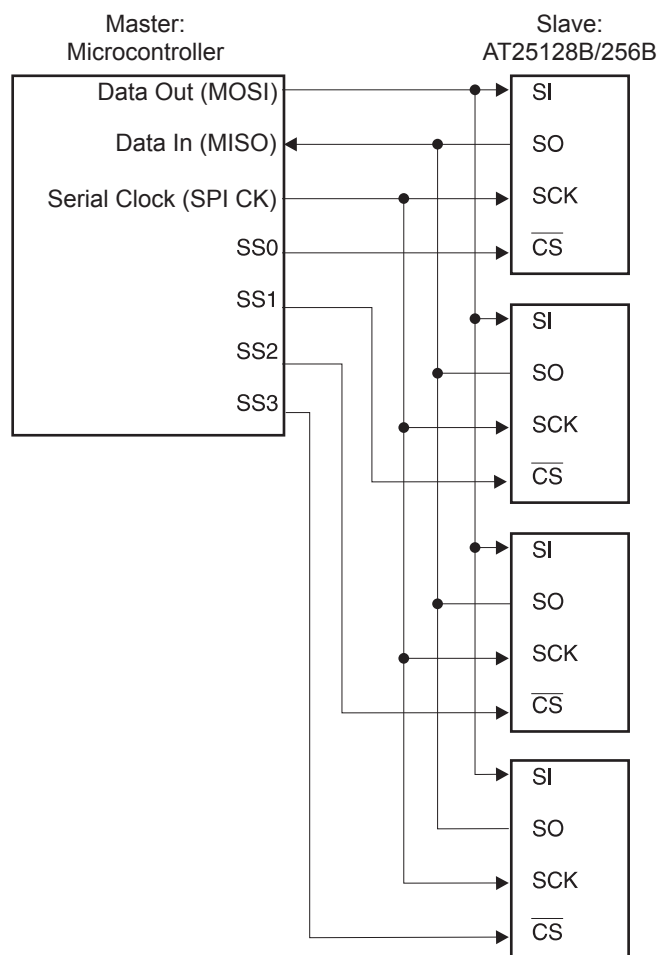 Master:
Microcontroller
Slave:
AT25128B/256B
Data Out (MOSI)
Data In (MISO)
Serial Clock (SPI CK)
SS0
SS1
SS2
SS3
SI
SO
SCK
CS
SI
SO
SCK
CS
SI
SO
SCK
CS
SI
SO
SCK
CS